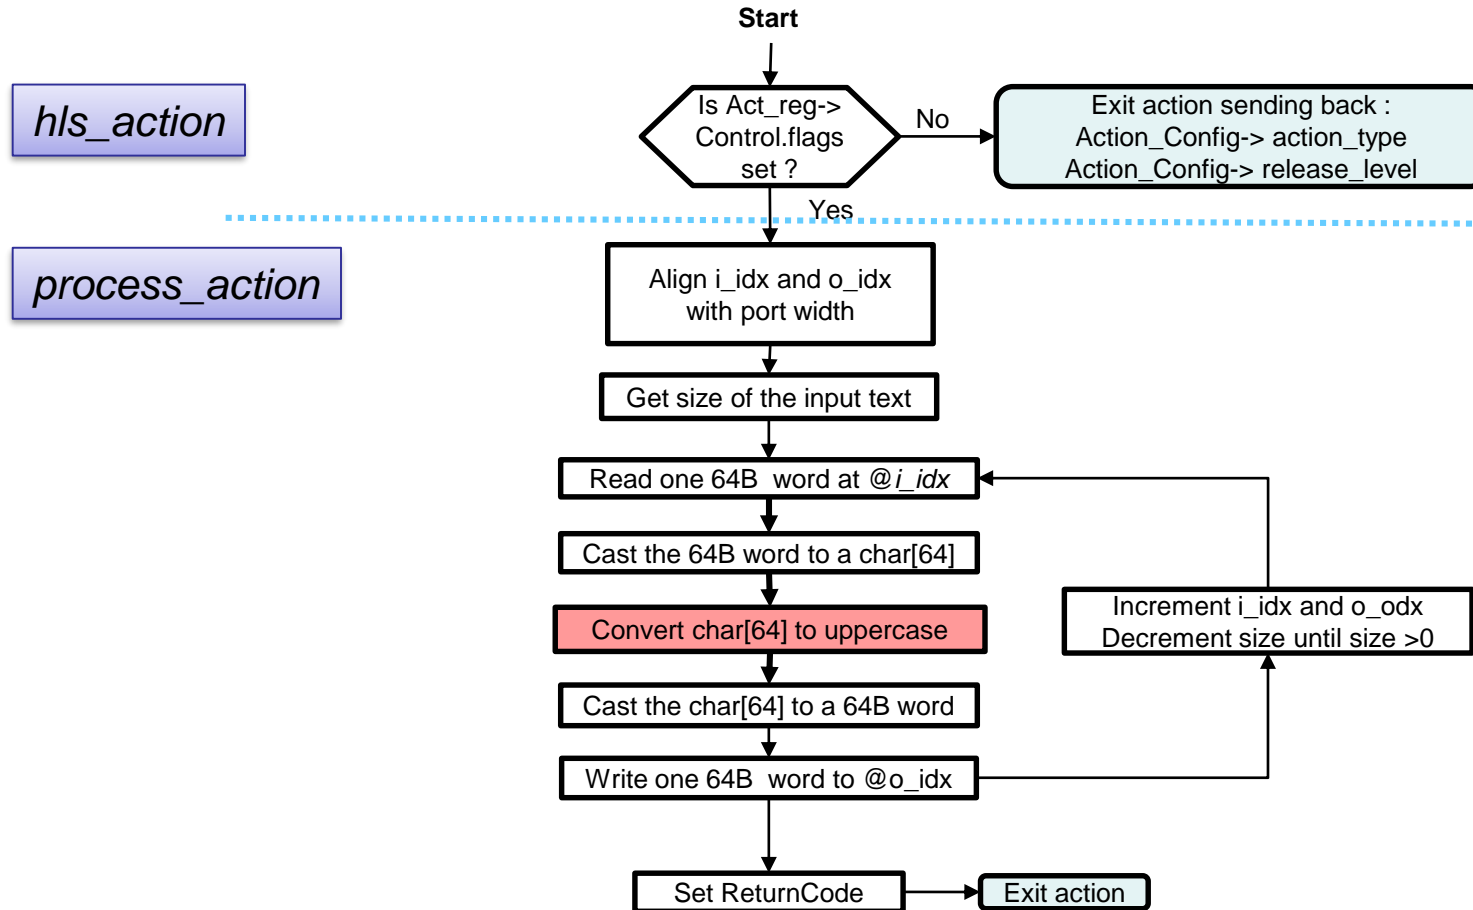 Start
hls_action
Is Act_reg->
Control.flags
set ?
No
Exit action sending back :
Action_Config-> action_type
Action_Config-> release_level
Yes
process_action
Align i_idx and o_idx
with port width
Get size of the input text
Read one 64B word at @i_idx
Cast the 64B word to a char[64]
Convert char[64] to uppercase
Increment i_idx and o_odx
Decrement size until size >0
Cast the char[64] to a 64B word
Write one 64B word to @o_idx
Set ReturnCode
Exit action